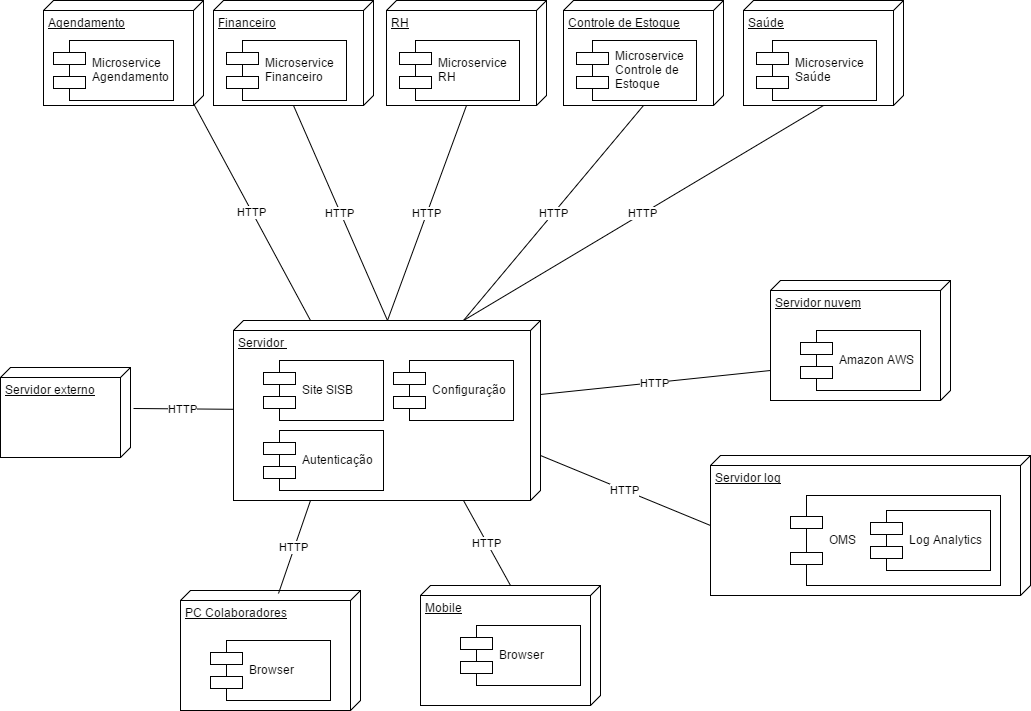 Agendamento
Financeiro
RH
Controle de Estoque
Saúde
Microservice
Agendamento
Microservice
Financeiro
Microservice
RH
Microservice
Controle de
Estoque
Microservice
Saúde
HTTP
HTTP
HTTP
HTTP
HTTP
Servidor nuvem
Amazon AWS
Servidor
Site SISB
Configuração
Autenticação
HTTP
Servidor externo
HTTP
Servidor log
OMS
Log Analytics
HTTP
HTTP
HTTP
PC Colaboradores
Browser
Mobile
Browser